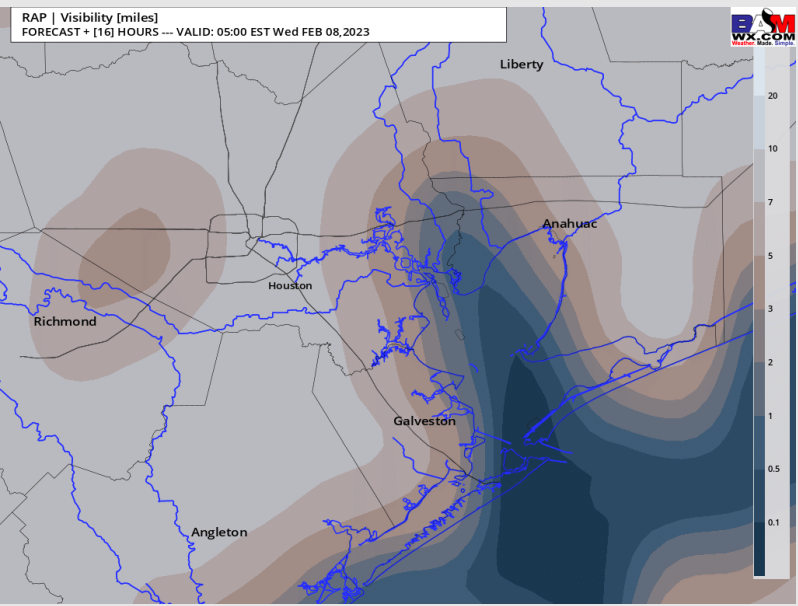 RAP | Visibility [miles]
FORECAST + [16] HOURS --- VALID: 05:00 EST Wed FEB 08,2023
BAM
WX.COM
Weather. Made. Simple.
Liberty
20
10
7
Anahuac
5
Houston
3
Richmond
2
1
Galveston
0.5
0.1
Angleton